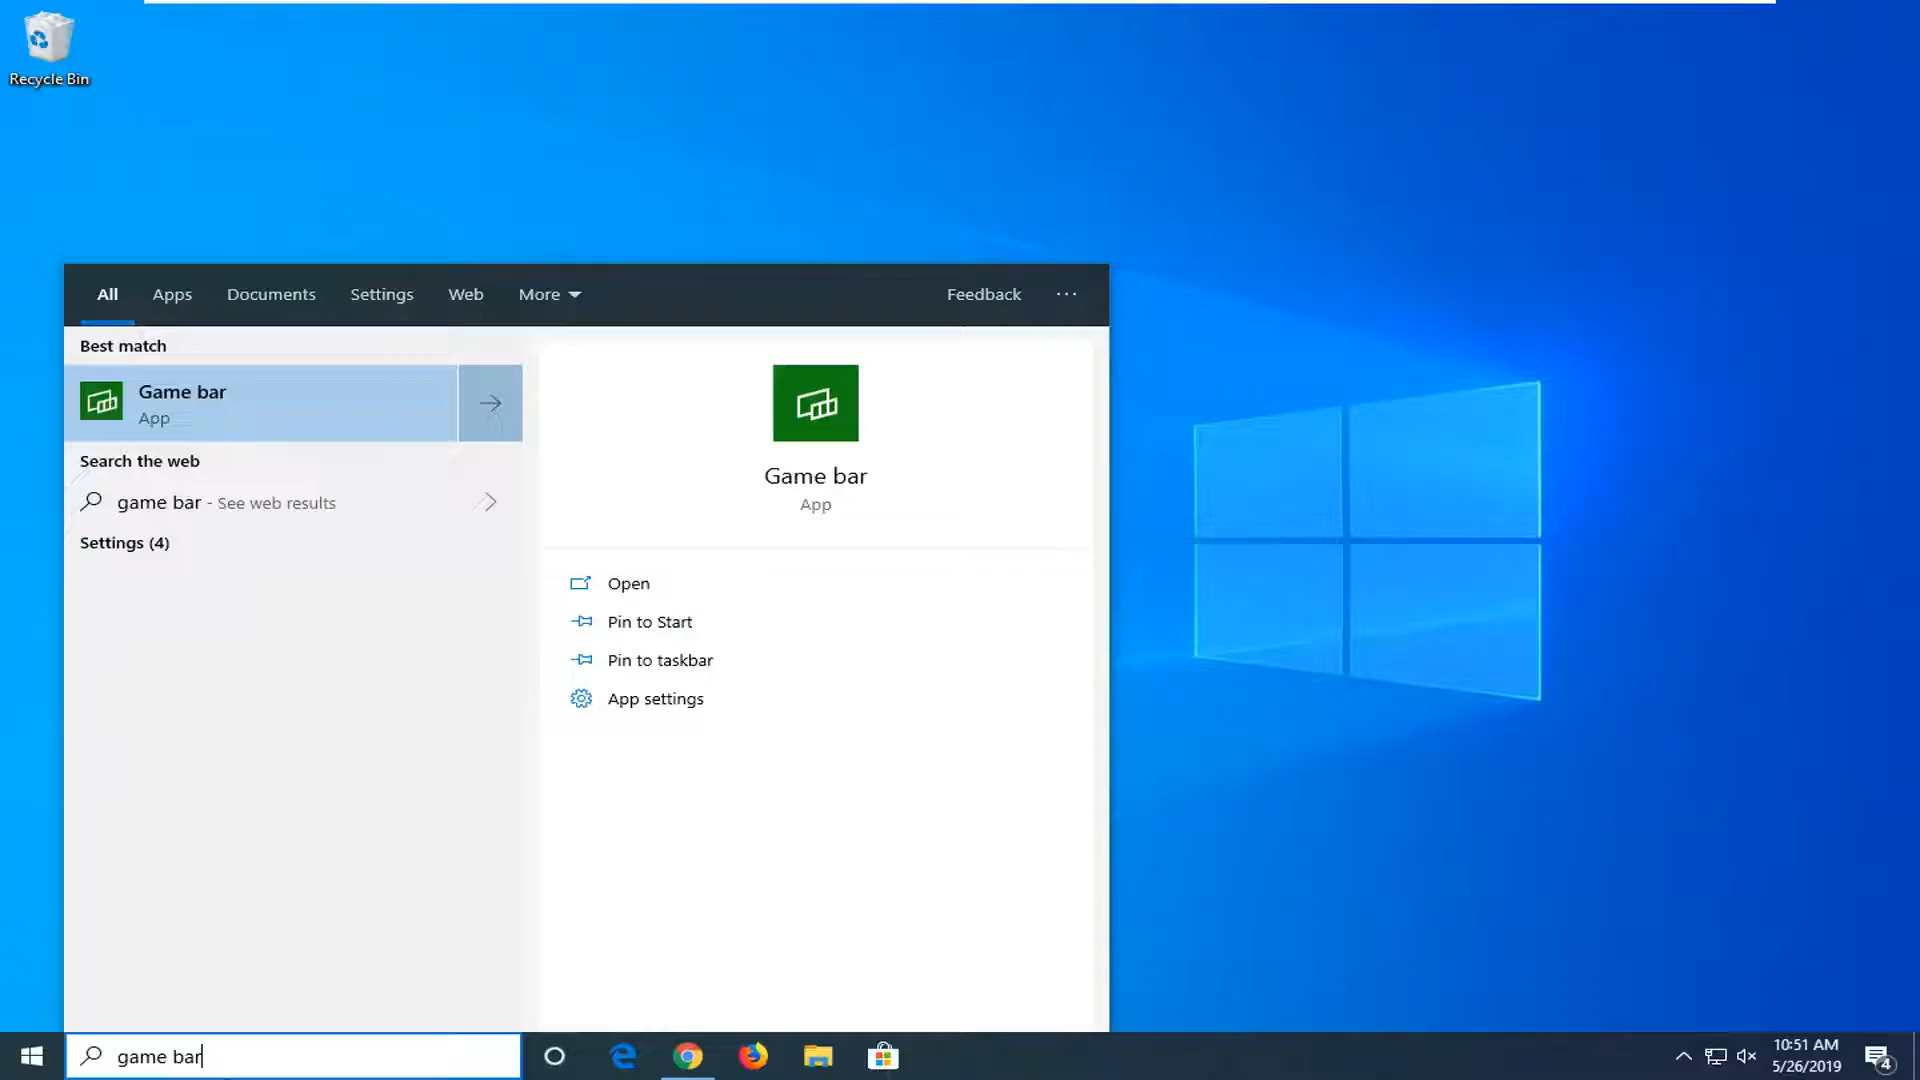 Recycle Bin
All Apps Documents Settings Web More Feedback ···
Best match
Game bar
App
Search the web
game bar - See web results
Settings (4)
Game bar
App
Open
Pin to Start
Pin to taskbar
App settings
game bar
10:51 AM
5/26/2019
4